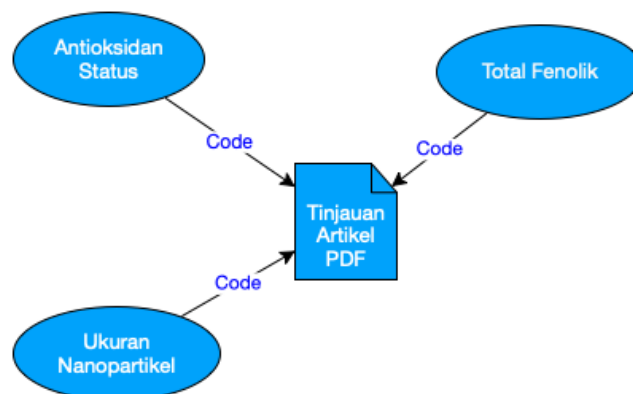 Antioksidan
Status
Total Fenolik
Code
Code
Tinjauan
Artikel
PDF
Code
Ukuran
Nanopartikel